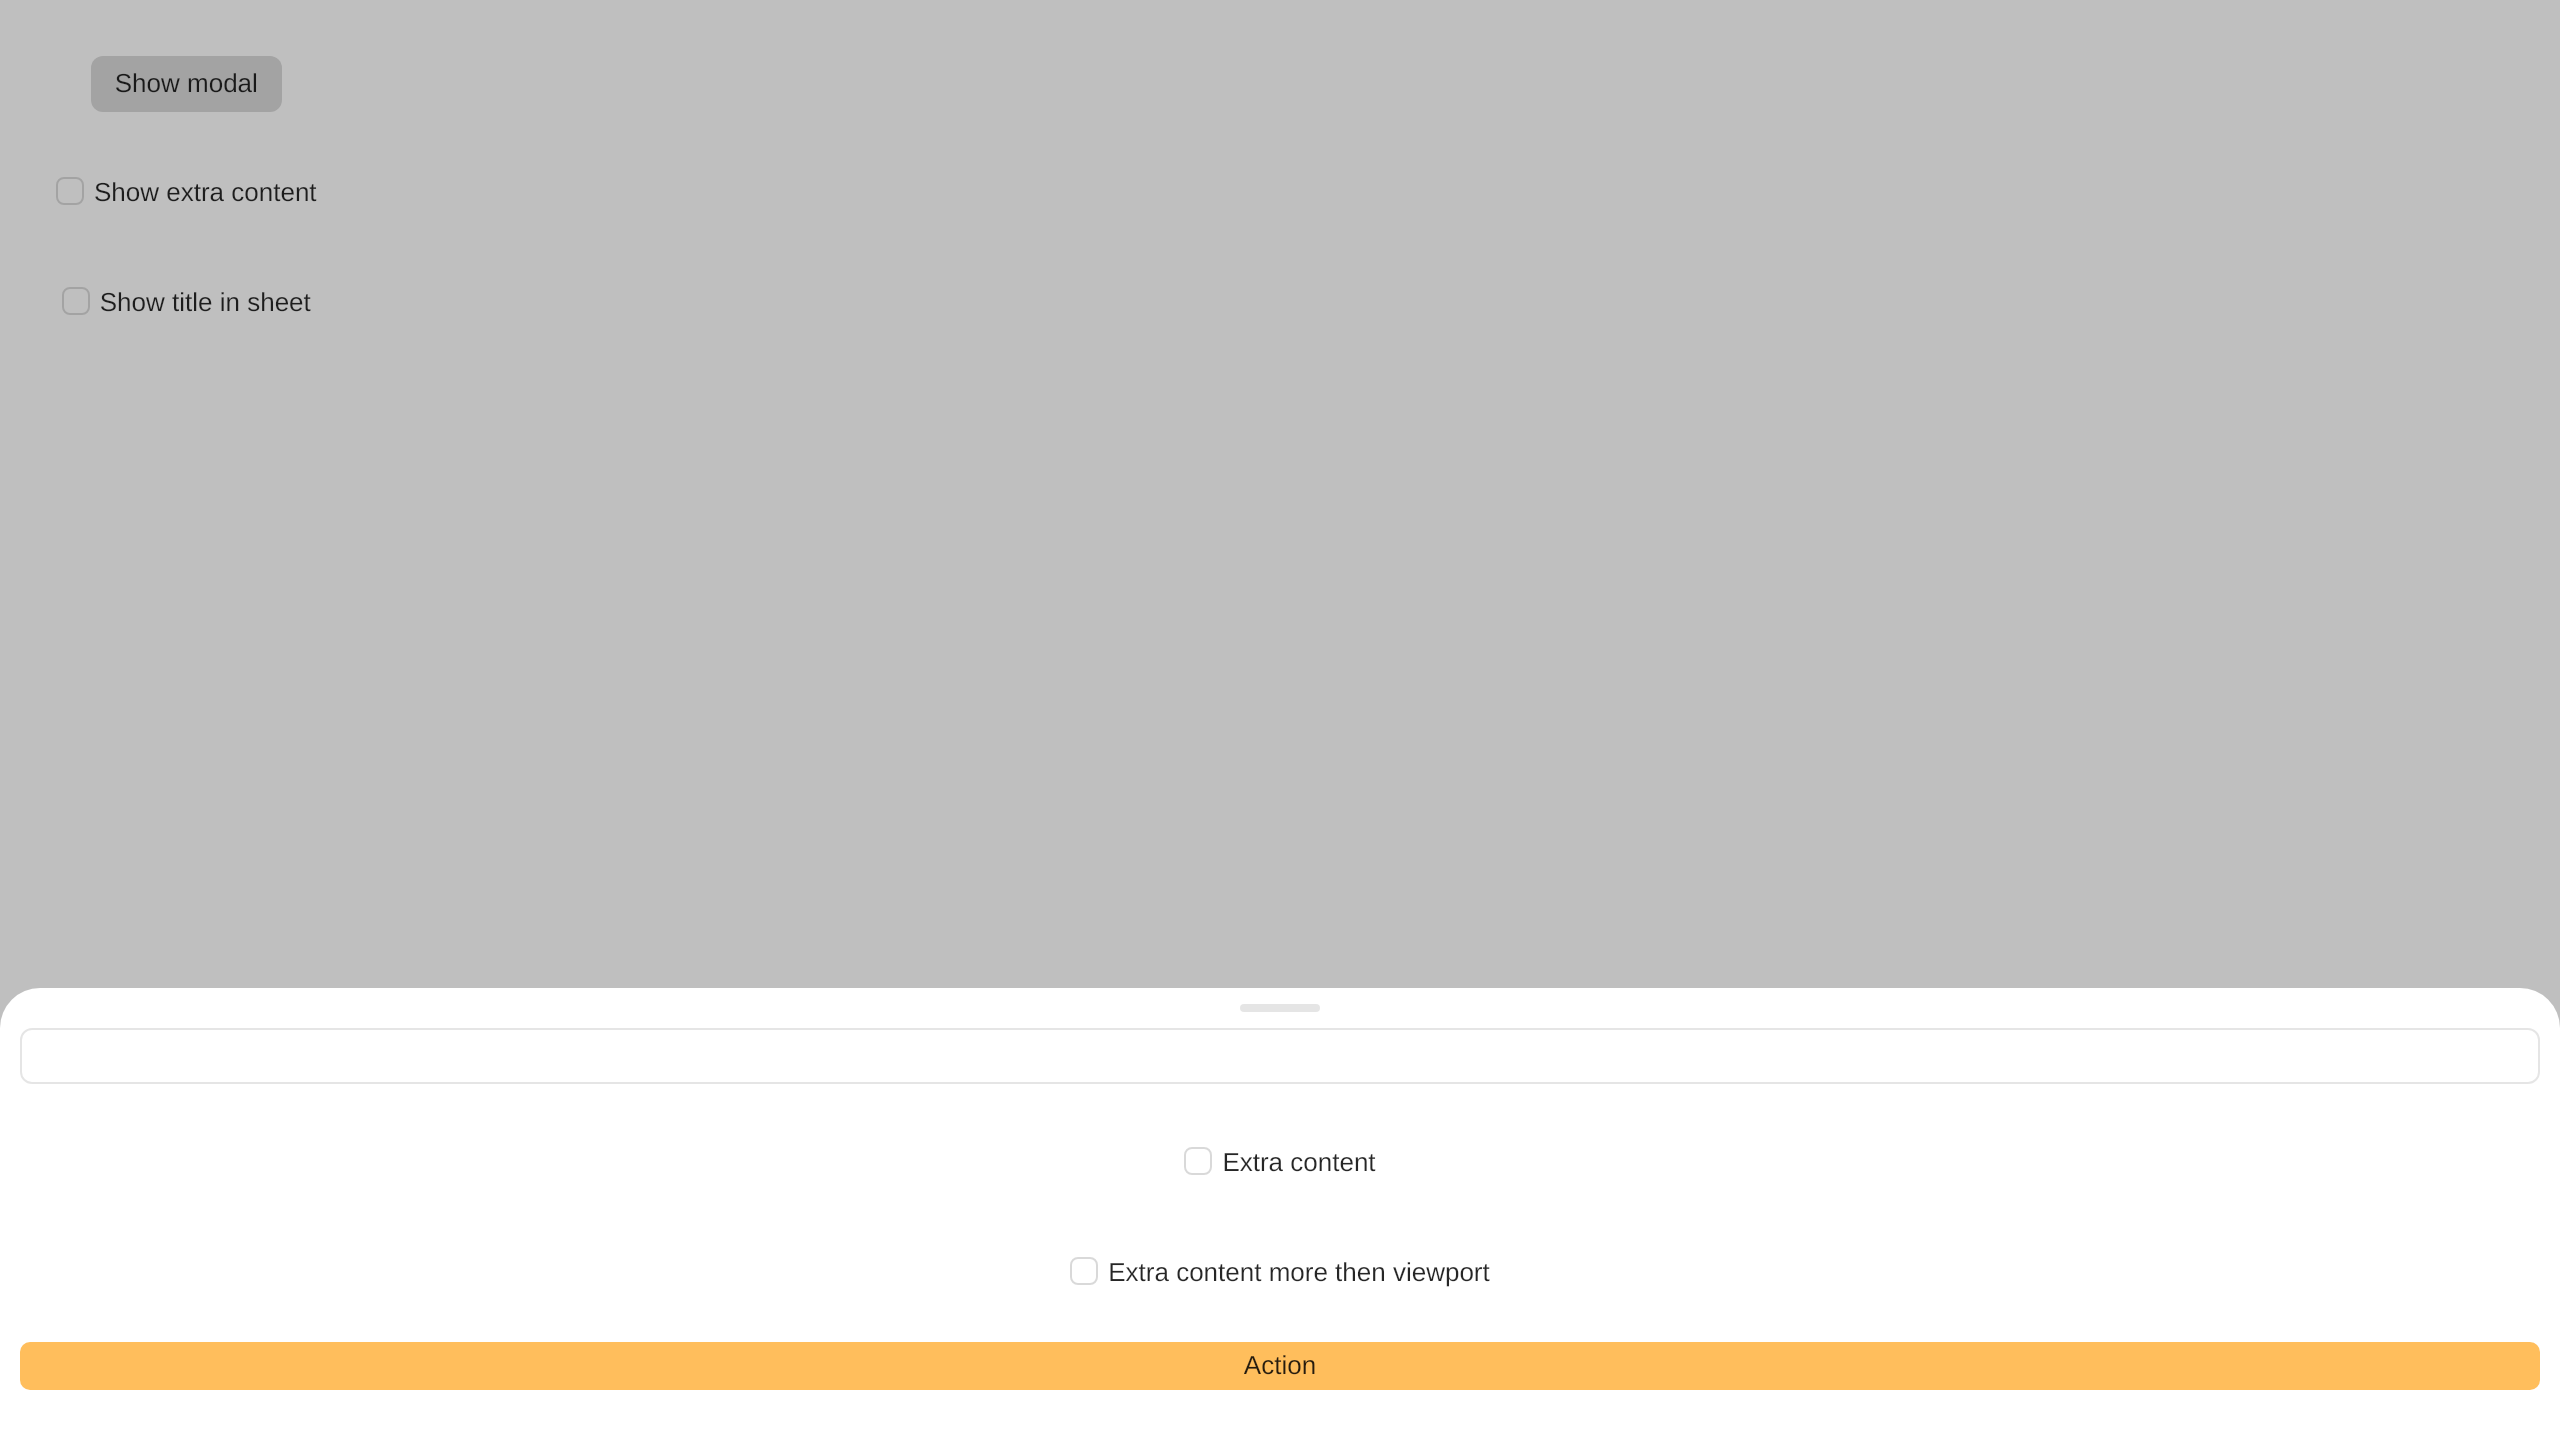 Show modal
Show extra content
Show title in sheet
Extra content
Extra content more then viewport
Action